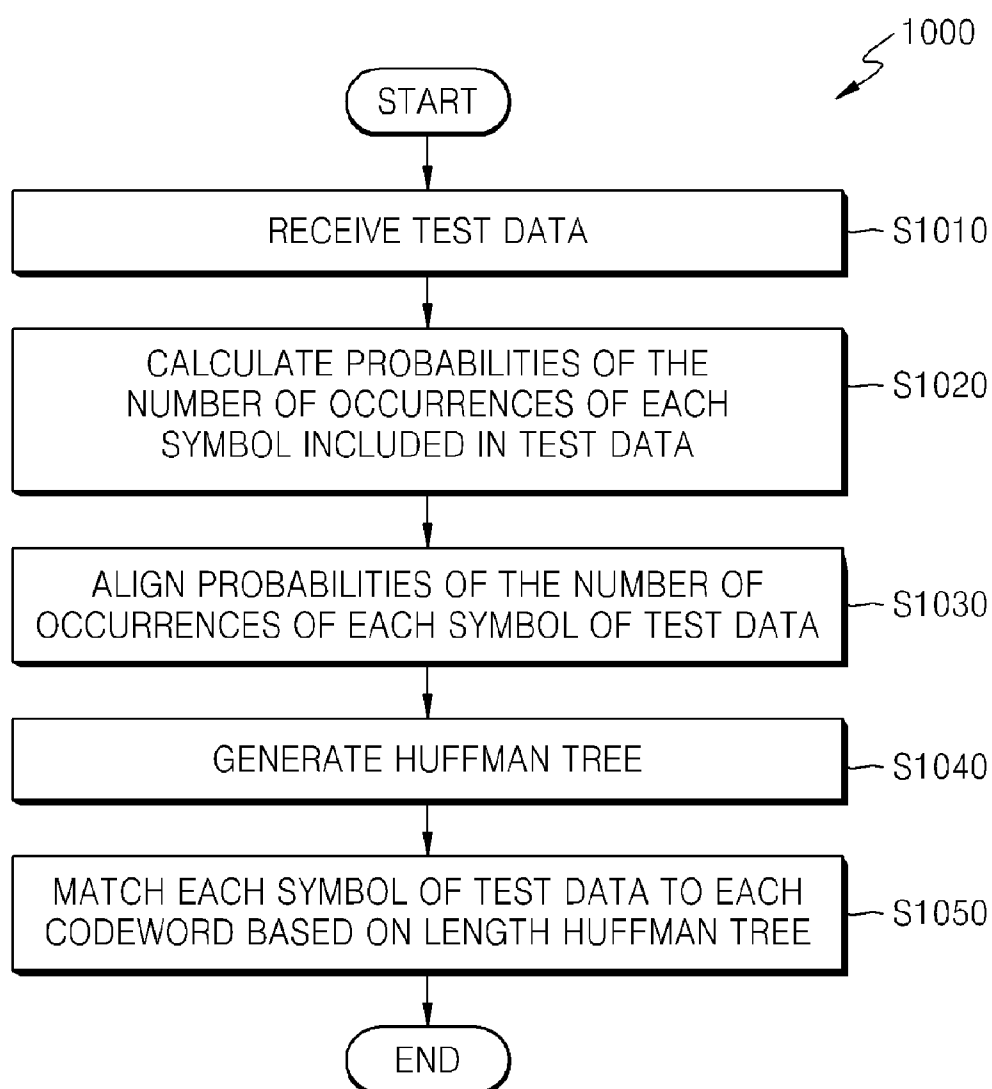 1000
START
RECEIVE TEST DATA
S1010
CALCULATE PROBABILITIES OF THE
NUMBER OF OCCURRENCES OF EACH
SYMBOL INCLUDED IN TEST DATA
S1020
ALIGN PROBABILITIES OF THE NUMBER OF
OCCURRENCES OF EACH SYMBOL OF TEST DATA
S1030
GENERATE HUFFMAN TREE
S1040
MATCH EACH SYMBOL OF TEST DATA TO EACH
CODEWORD BASED ON LENGTH HUFFMAN TREE
S1050
END